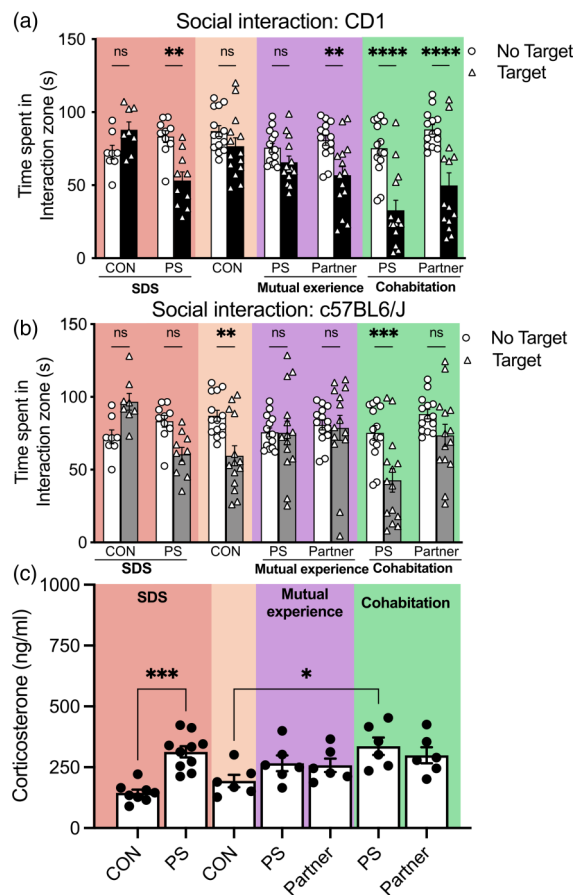 (a) Social interaction: CD1
ns ** ns ns ** **** ****
No Target
Target
Time spent in
Interaction zone (s)
150
100
50
0
CON PS CON PS Partner PS Partner
SDS Mutual exerience Cohabitation
(b) Social interaction: c57BL6/J
ns ns ** ns ns *** ns
No Target
Target
Time spent in
Interaction zone (s)
150
100
50
0
CON PS CON PS Partner PS Partner
SDS Mutual experience Cohabitation
(c)
Corticosterone (ng/ml)
1000
750
500
250
0
SDS Mutual Cohabitation
experience
*** *
CON PS CON PS Partner PS Partner